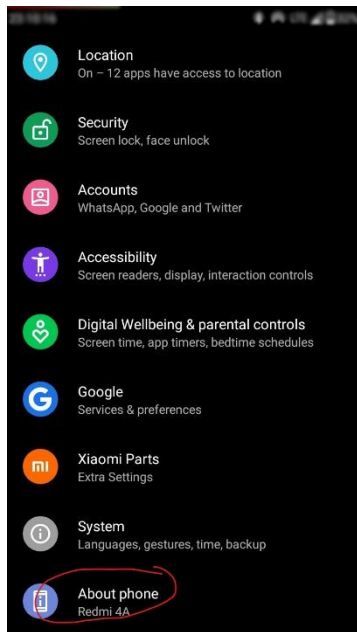 Location
On – 12 apps have access to location
Security
Screen lock, face unlock
Accounts
WhatsApp, Google and Twitter
Accessibility
Screen readers, display, interaction controls
Digital Wellbeing & parental controls
Screen time, app timers, bedtime schedules
G
Google
Services & preferences
mi
Xiaomi Parts
Extra Settings
System
Languages, gestures, time, backup
About phone
Redmi 4A